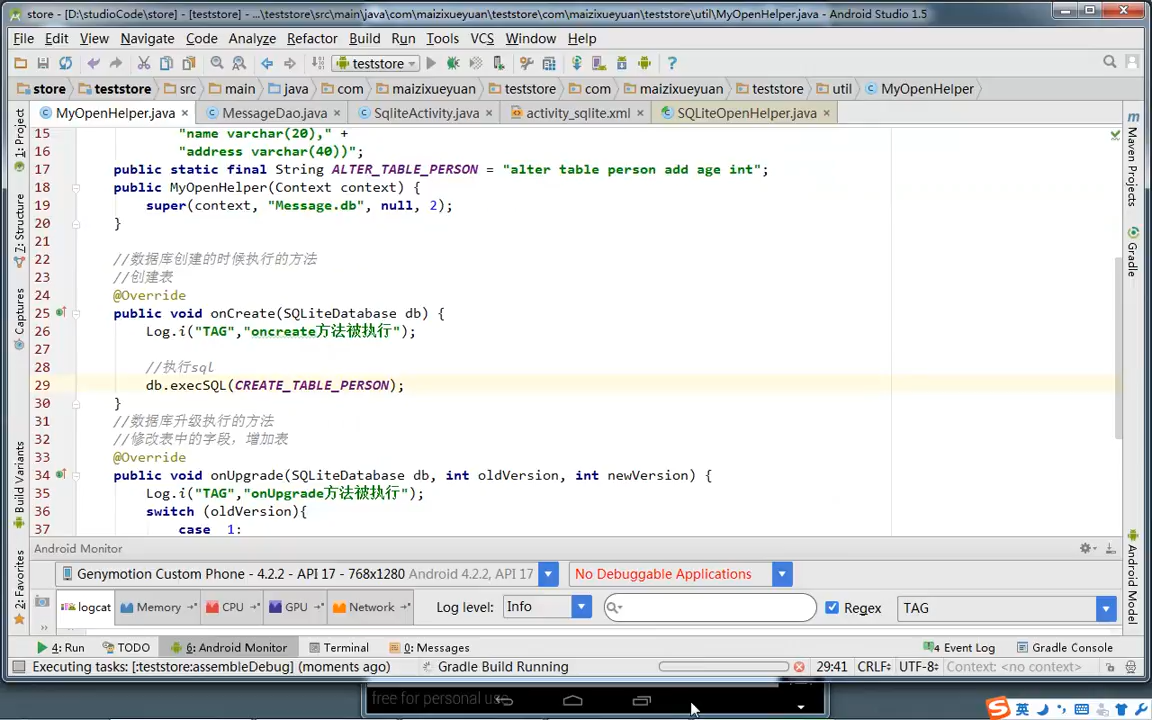 store - [D:\studioCode\store] - [teststore] - ...\teststore\src\main\java\com\maizixueyuan\teststore\com\maizixueyuan\teststore\util\MyOpenHelper.java - Android Studio 1.5
File Edit View Navigate Code Analyze Refactor Build Run Tools VCS Window Help
teststore
store teststore src main java com maizixueyuan teststore com maizixueyuan teststore util MyOpenHelper
MyOpenHelper.java MessageDao.java SqliteActivity.java activity_sqlite.xml SQLiteOpenHelper.java
15 "name varchar(20)," +
16 "address varchar(40))";
17 public static final String ALTER_TABLE_PERSON = "alter table person add age int";
18 public MyOpenHelper(Context context) {
19 super(context, "Message.db", null, 2);
20 }
21
22 //数据库创建的时候执行的方法
23 //创建表
24 @Override
25 public void onCreate(SQLiteDatabase db) {
26 Log.i("TAG","oncreate方法被执行");
27
28 //执行sql
29 db.execSQL(CREATE_TABLE_PERSON);
30 }
31 //数据库升级执行的方法
32 //修改表中的字段，增加表
33 @Override
34 public void onUpgrade(SQLiteDatabase db, int oldVersion, int newVersion) {
35 Log.i("TAG","onUpgrade方法被执行");
36 switch (oldVersion){
37 case 1:
1: Project
7: Structure
Captures
Build Variants
2: Favorites
m Maven Projects
Gradle
Android Model
Android Monitor
Genymotion Custom Phone - 4.2.2 - API 17 - 768x1280 Android 4.2.2, API 17 No Debuggable Applications
logcat Memory CPU GPU Network Log level: Info Regex TAG
4: Run TODO 6: Android Monitor Terminal 0: Messages 4 Event Log Gradle Console
Executing tasks: [:teststore:assembleDebug] (moments ago) Gradle Build Running 29:41 CRLF UTF-8 Context: <no context>
free for personal use
英